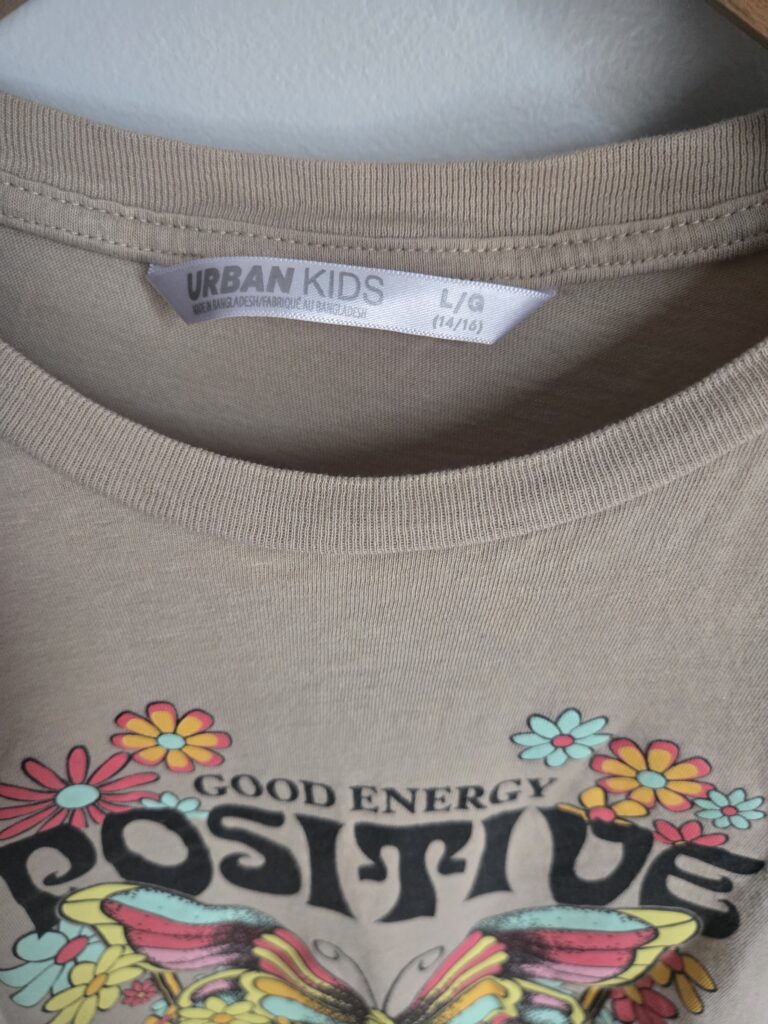 URBAN KIDS
MADE IN BANGLADESH/FABRIQUÉ AU BANGLADESH
L/G
(14/16)
GOOD ENERGY
POSITIVE